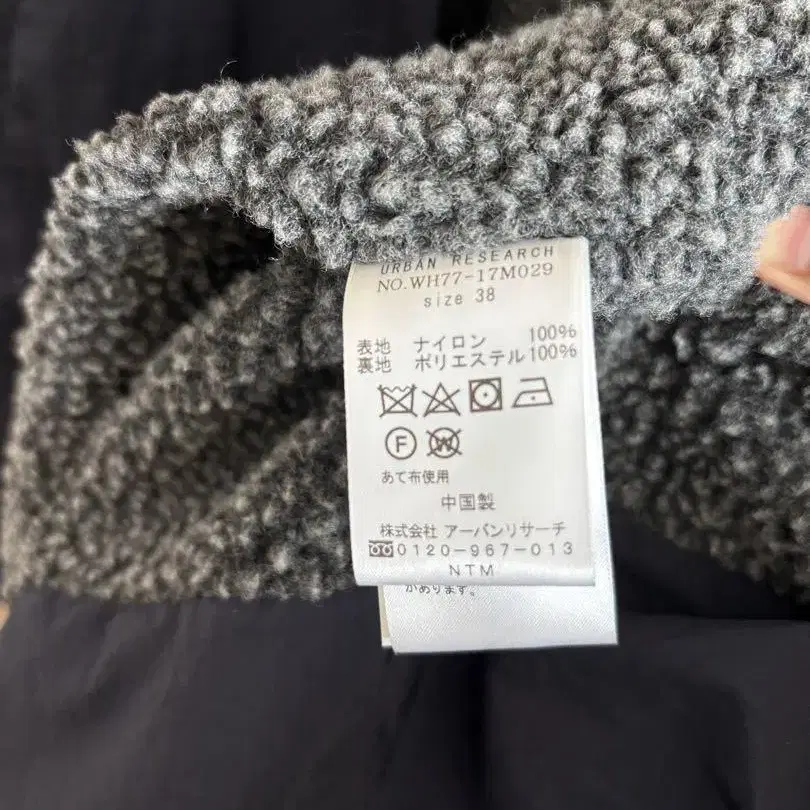 URBAN RESEARCH
NO.WH77-17M029
size 38
表地 ナイロン 100%
裏地 ポリエステル100%
F W
あて布使用
中国製
株式会社 アーバンリサーチ
0120-967-013
NTM
があります。